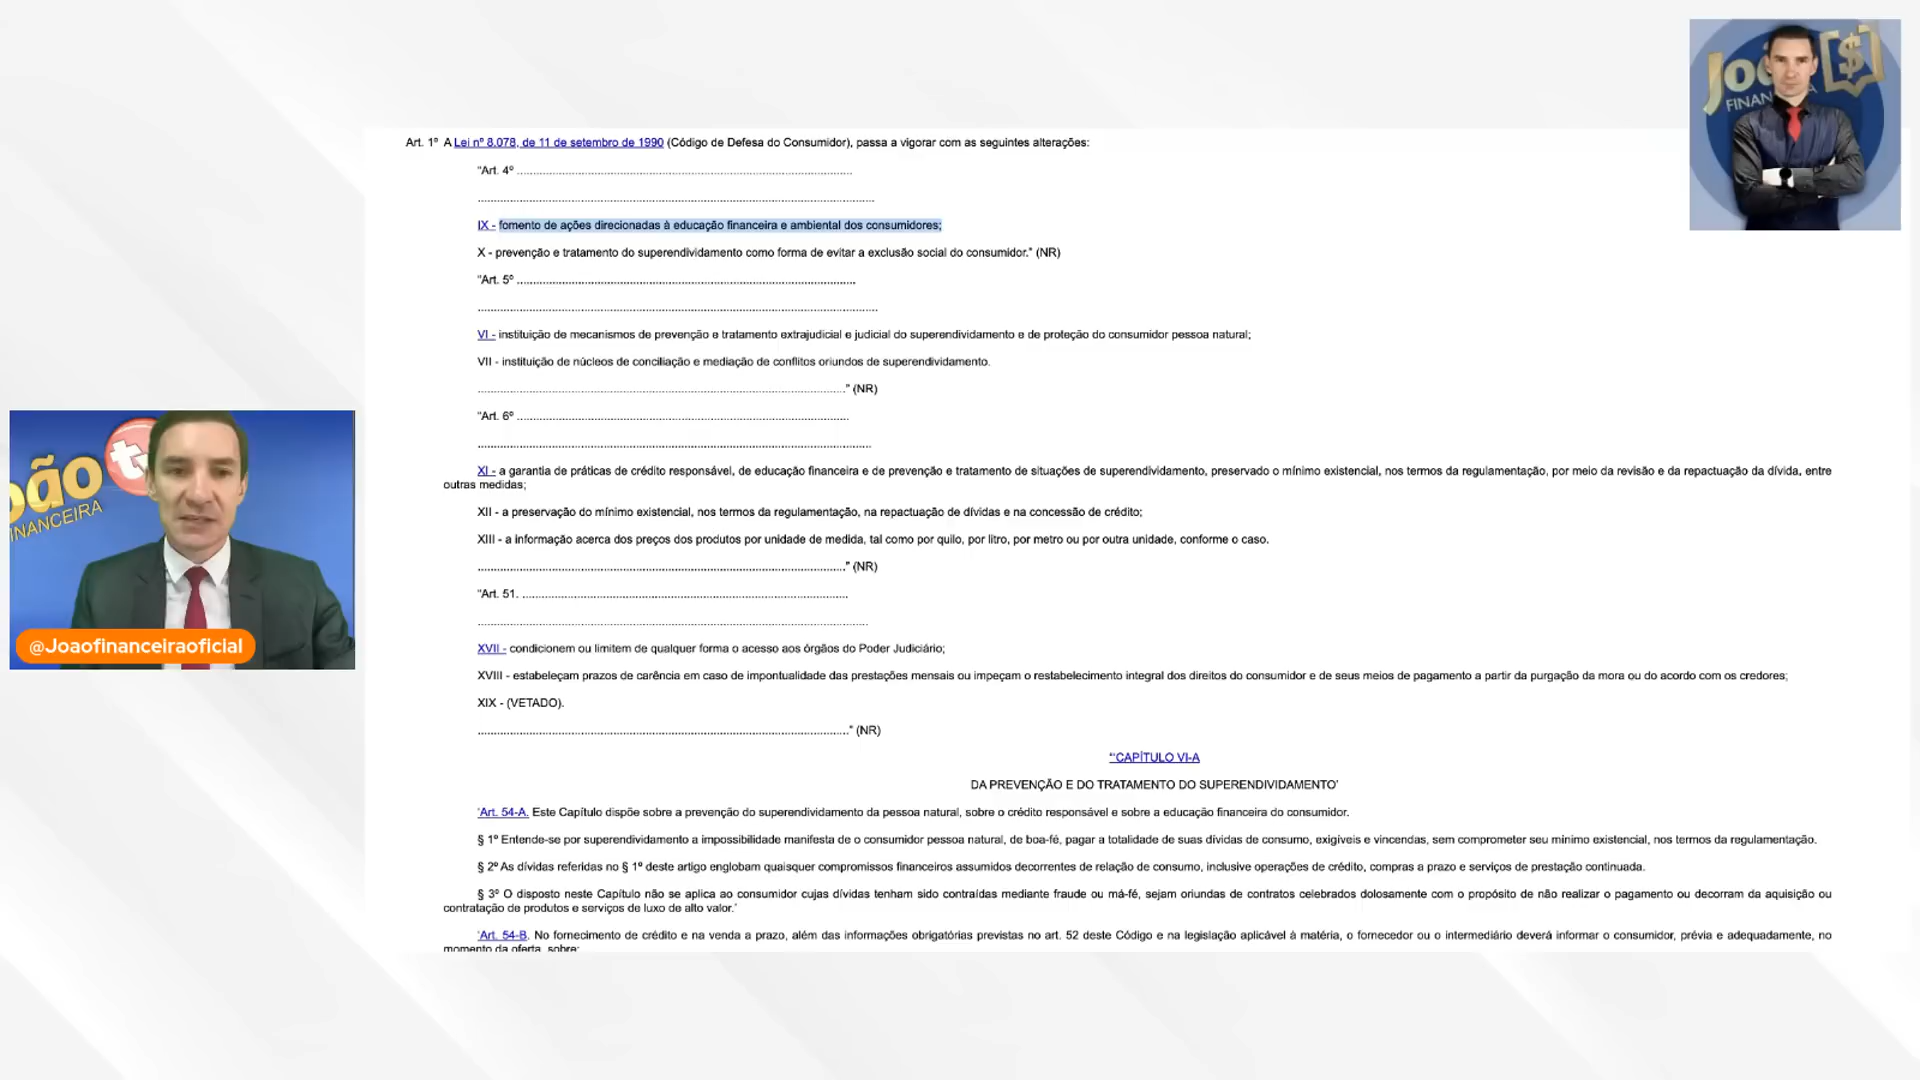 João $
FINAN
Art. 1º A Lei nº 8.078, de 11 de setembro de 1990 (Código de Defesa do Consumidor), passa a vigorar com as seguintes alterações:
“Art. 4º ........................................................................................................
..........................................................................................................................
IX - fomento de ações direcionadas à educação financeira e ambiental dos consumidores;
X - prevenção e tratamento do superendividamento como forma de evitar a exclusão social do consumidor.” (NR)
“Art. 5º ........................................................................................................
..........................................................................................................................
VI - instituição de mecanismos de prevenção e tratamento extrajudicial e judicial do superendividamento e de proteção do consumidor pessoa natural;
VII - instituição de núcleos de conciliação e mediação de conflitos oriundos de superendividamento.
.................................................................................................................” (NR)
“Art. 6º ........................................................................................................
..........................................................................................................................
XI - a garantia de práticas de crédito responsável, de educação financeira e de prevenção e tratamento de situações de superendividamento, preservado o mínimo existencial, nos termos da regulamentação, por meio da revisão e da repactuação da dívida, entre
outras medidas;
XII - a preservação do mínimo existencial, nos termos da regulamentação, na repactuação de dívidas e na concessão de crédito;
XIII - a informação acerca dos preços dos produtos por unidade de medida, tal como por quilo, por litro, por metro ou por outra unidade, conforme o caso.
.................................................................................................................” (NR)
“Art. 51. ....................................................................................................
........................................................................................................................
XVII - condicionem ou limitem de qualquer forma o acesso aos órgãos do Poder Judiciário;
XVIII - estabeleçam prazos de carência em caso de impontualidade das prestações mensais ou impeçam o restabelecimento integral dos direitos do consumidor e de seus meios de pagamento a partir da purgação da mora ou do acordo com os credores;
XIX - (VETADO).
..................................................................................................................” (NR)
“‘CAPÍTULO VI-A
DA PREVENÇÃO E DO TRATAMENTO DO SUPERENDIVIDAMENTO’
‘Art. 54-A. Este Capítulo dispõe sobre a prevenção do superendividamento da pessoa natural, sobre o crédito responsável e sobre a educação financeira do consumidor.
§ 1º Entende-se por superendividamento a impossibilidade manifesta de o consumidor pessoa natural, de boa-fé, pagar a totalidade de suas dívidas de consumo, exigíveis e vincendas, sem comprometer seu mínimo existencial, nos termos da regulamentação.
§ 2º As dívidas referidas no § 1º deste artigo englobam quaisquer compromissos financeiros assumidos decorrentes de relação de consumo, inclusive operações de crédito, compras a prazo e serviços de prestação continuada.
§ 3º O disposto neste Capítulo não se aplica ao consumidor cujas dívidas tenham sido contraídas mediante fraude ou má-fé, sejam oriundas de contratos celebrados dolosamente com o propósito de não realizar o pagamento ou decorram da aquisição ou
contratação de produtos e serviços de luxo de alto valor.’
‘Art. 54-B. No fornecimento de crédito e na venda a prazo, além das informações obrigatórias previstas no art. 52 deste Código e na legislação aplicável à matéria, o fornecedor ou o intermediário deverá informar o consumidor, prévia e adequadamente, no
momento da oferta, sobre:
oão tv
INANCEIRA
@Joaofinanceiraoficial